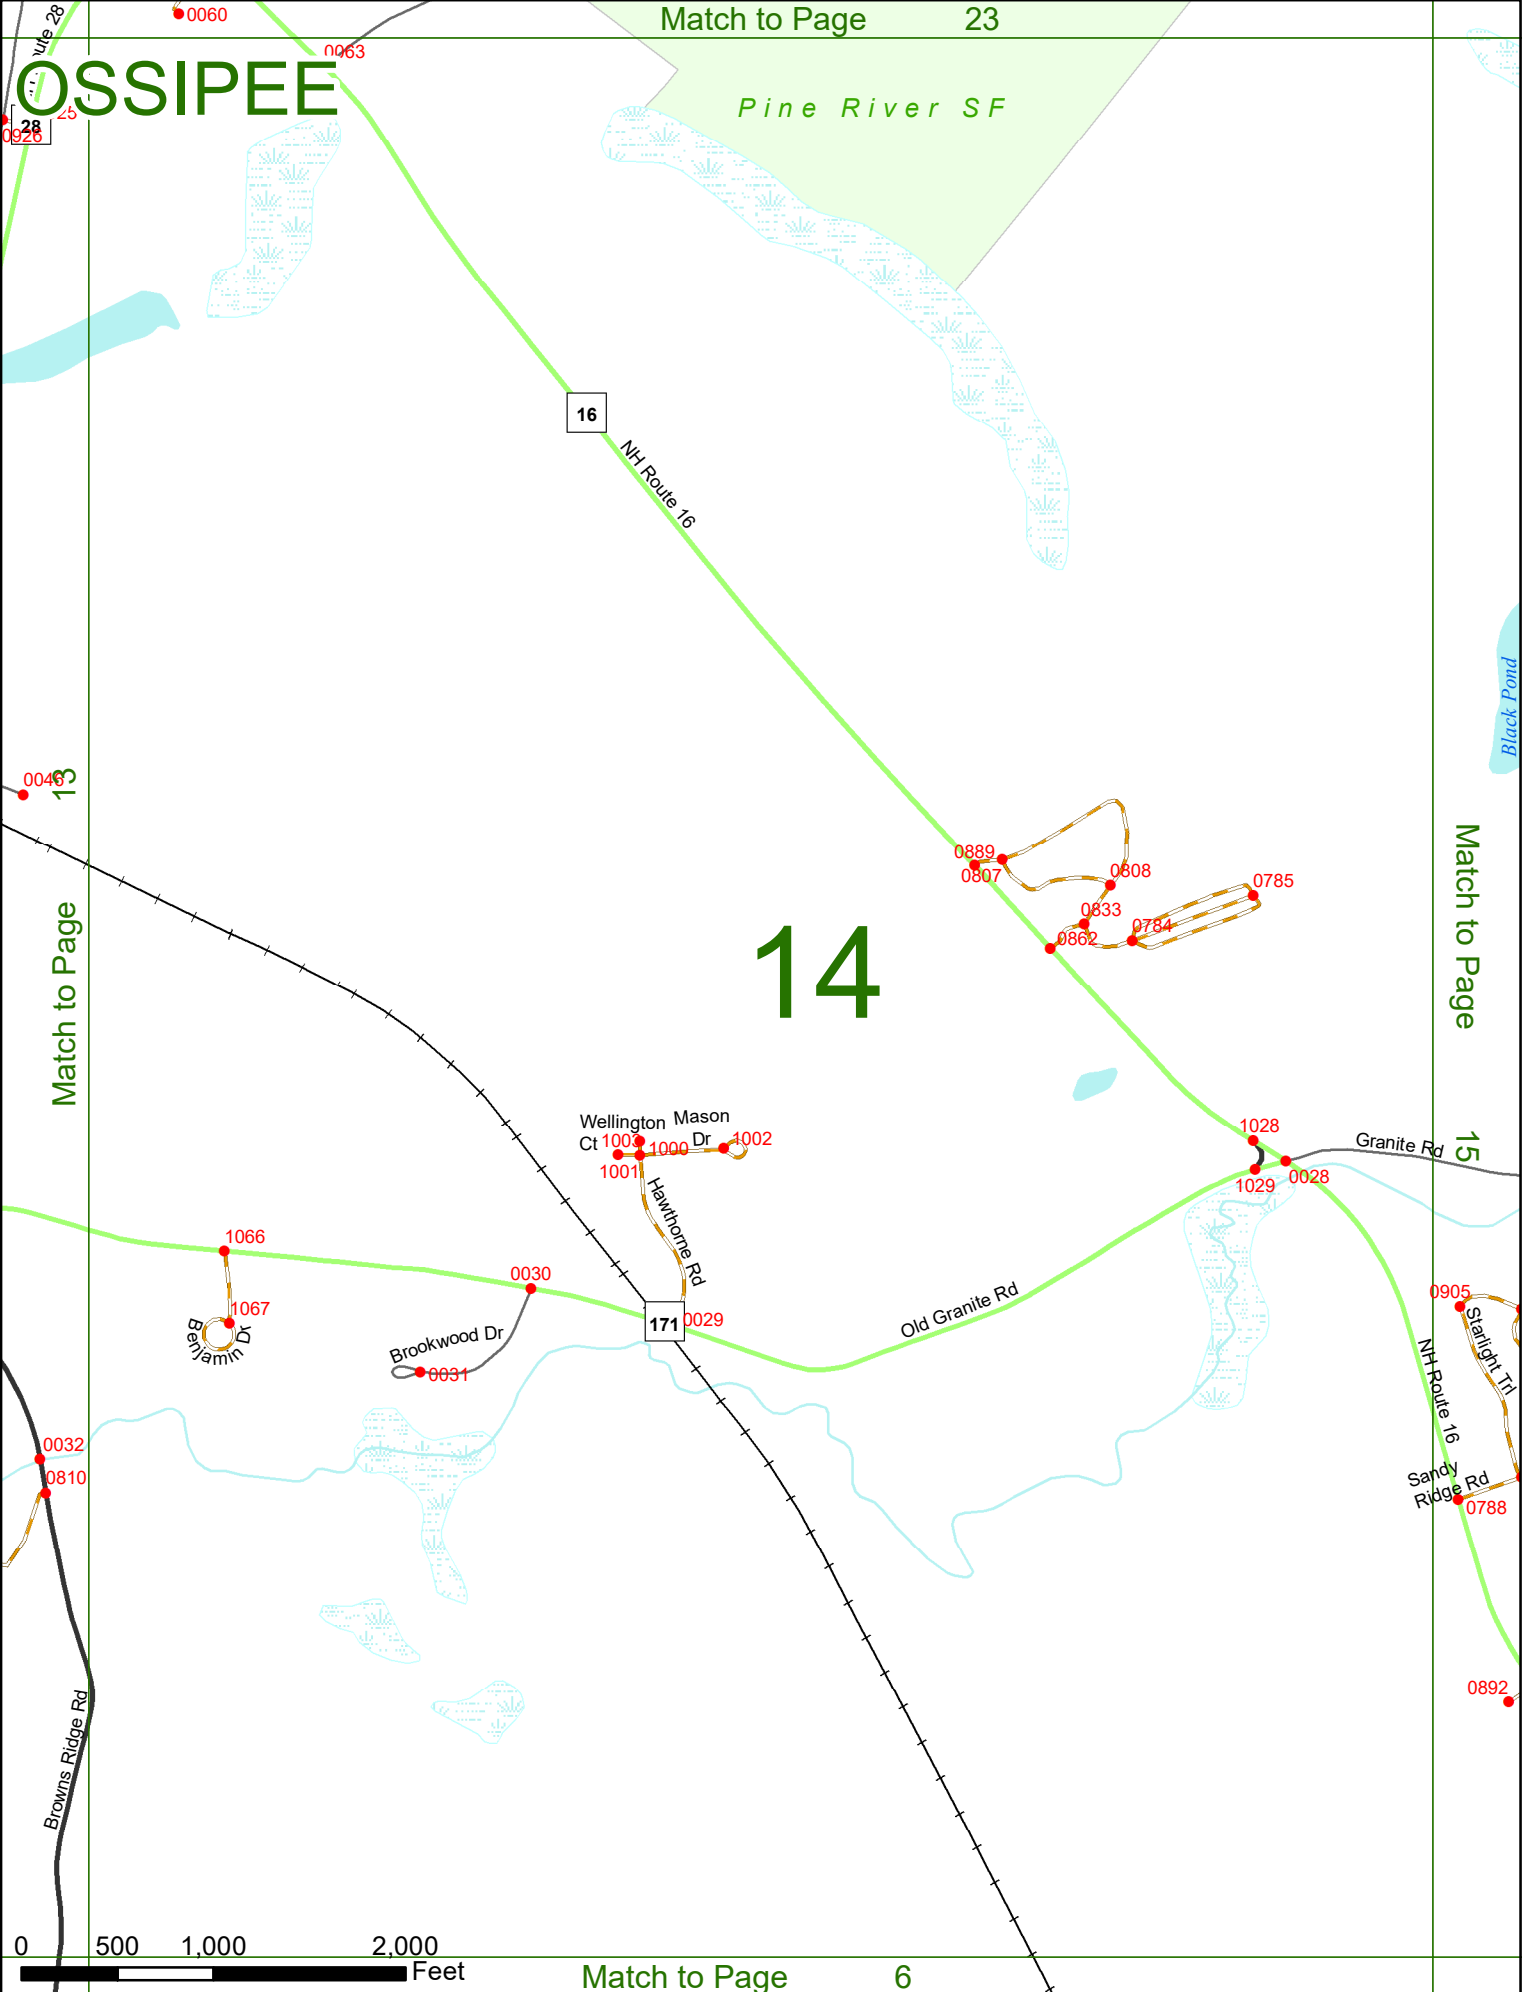 Match to Page 23
0060
0063
OSSIPEE
Route 28
28
25
0926
Pine River SF
16
NH Route 16
Black Pond
0046
13
Match to Page
0889
0807
0808
0785
0833
0784
0862
14
Match to Page
15
Wellington
Ct
Mason
Dr
1003
1000
1002
1001
Hawthorne Rd
1028
Granite Rd
1029
0028
1066
0030
1067
Benjamin Dr
Brookwood Dr
0031
171
0029
Old Granite Rd
0905
Starlight Trl
NH Route 16
0032
0810
Sandy
Ridge Rd
0788
0892
Browns Ridge Rd
0 500 1,000 2,000
Feet
Match to Page 6